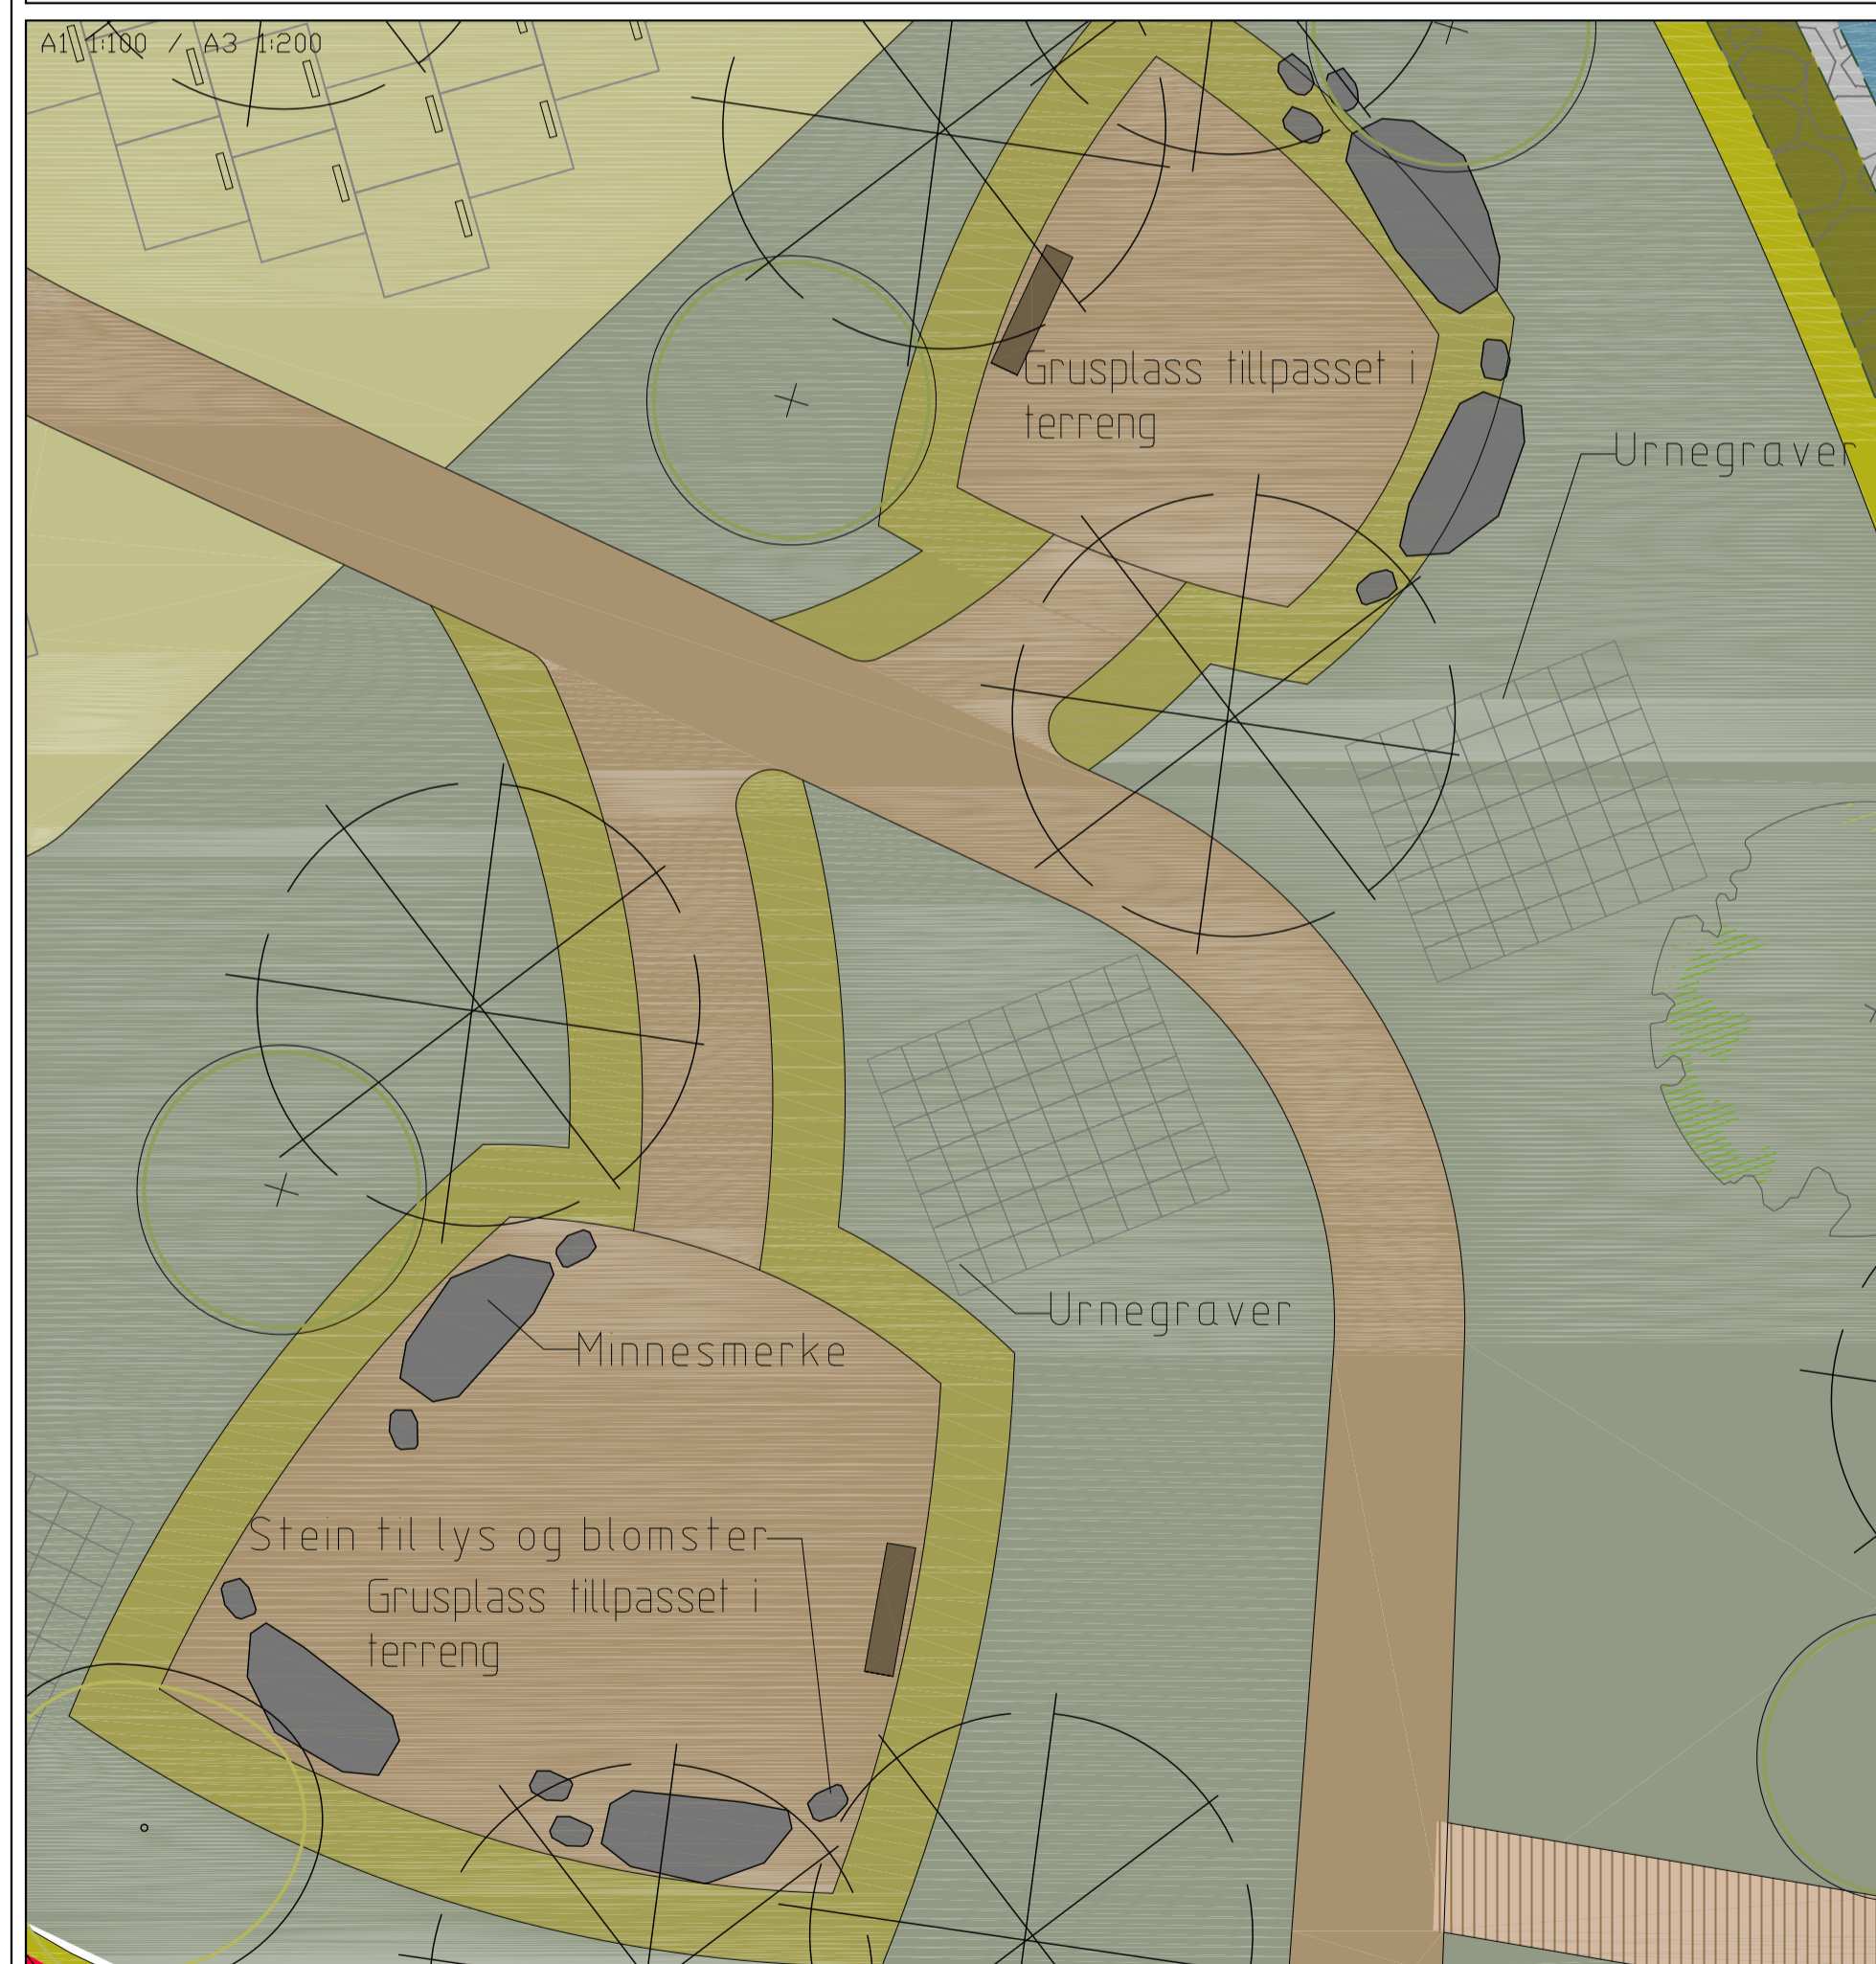 A1 1:100 / A3 1:200
Grusplass tillpasset i
terreng
Urnegraver
Urnegraver
Minnesmerke
Stein til lys og blomster
Grusplass tillpasset i
terreng